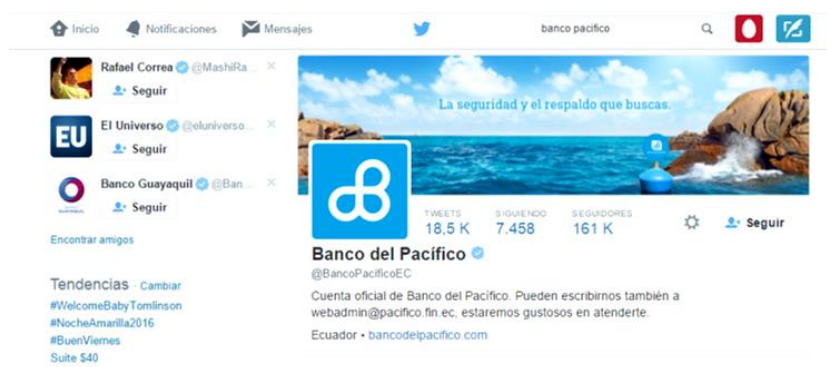 Inicio
Notificaciones
Mensajes
banco pacifico
Rafael Correa @MashiRa...
Seguir
El Universo @eluniverso...
Seguir
EU
Banco Guayaquil @Ban...
Seguir
Encontrar amigos
Tendencias · Cambiar
#WelcomeBabyTomlinson
#NocheAmarilla2016
#BuenViernes
Suite $40
La seguridad y el respaldo que buscas.
TWEETS SIGUIENDO SEGUIDORES
18,5 K 7.458 161 K
Seguir
Banco del Pacífico
@BancoPacificoEC
Cuenta oficial de Banco del Pacífico. Pueden escribirnos también a
webadmin@pacifico.fin.ec, estaremos gustosos en atenderte.
Ecuador • bancodelpacifico.com